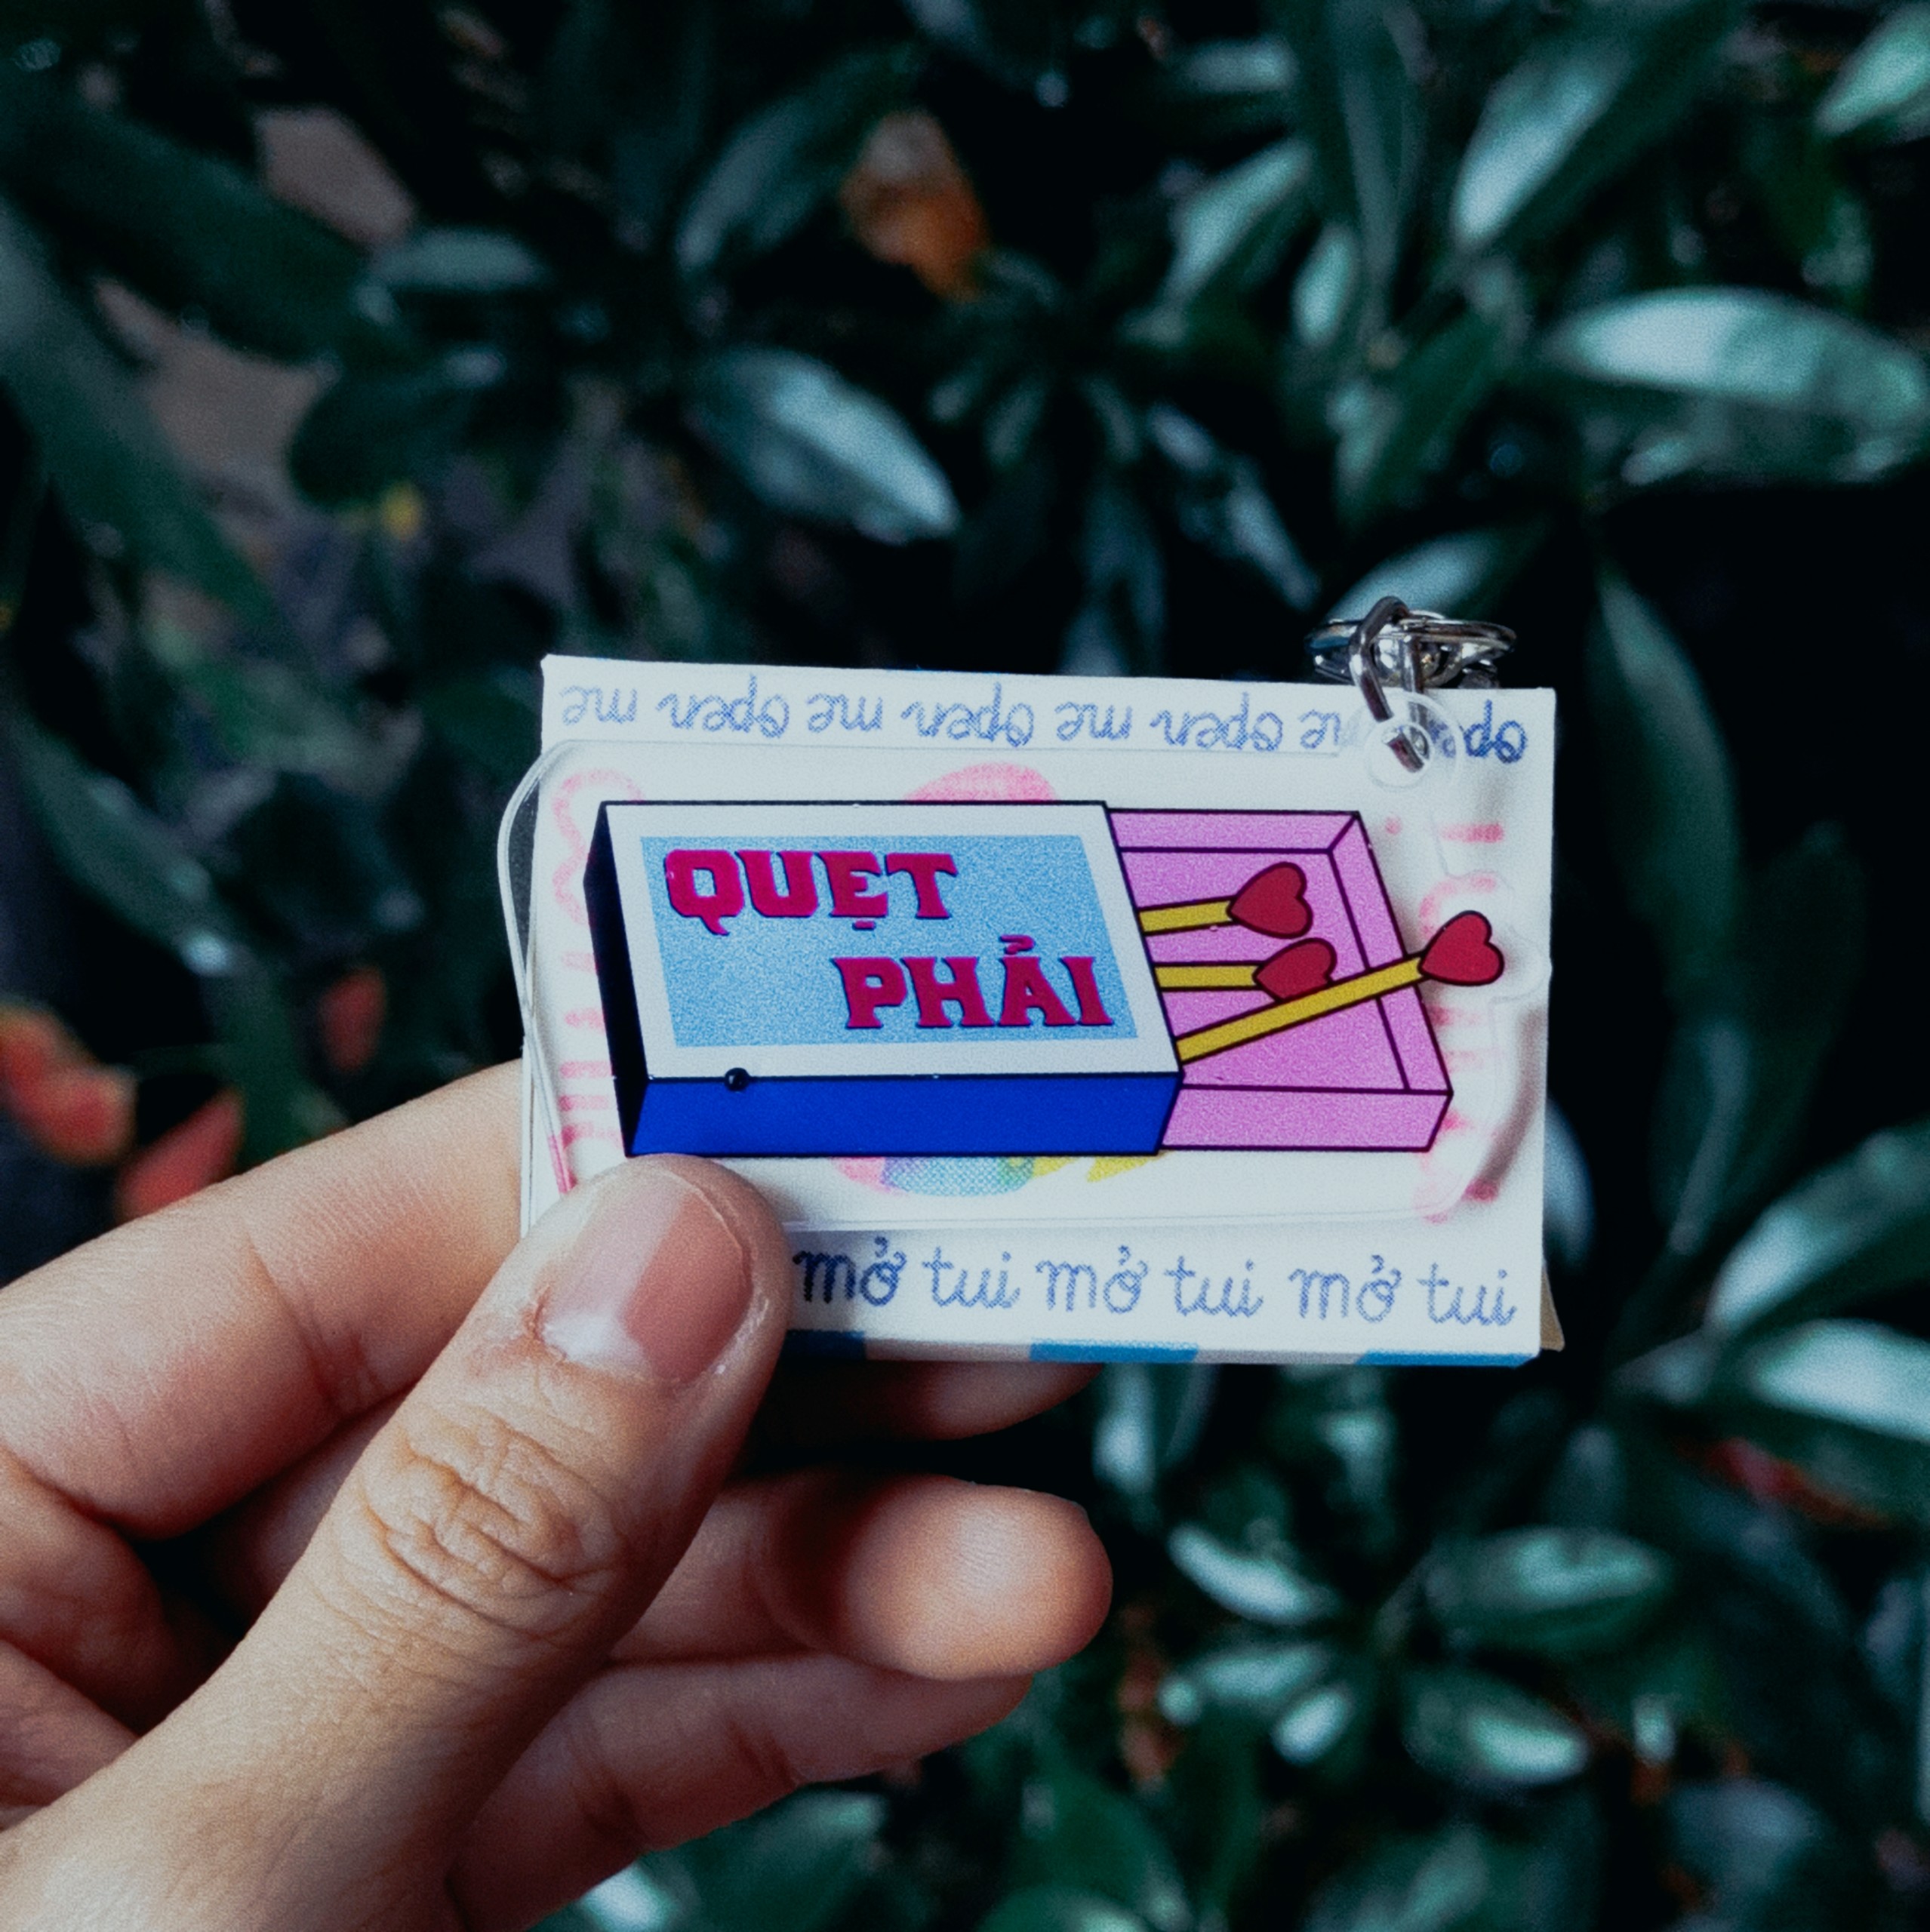 open me open me open me open me
QUẸT
PHẢI
mở tui mở tui mở tui